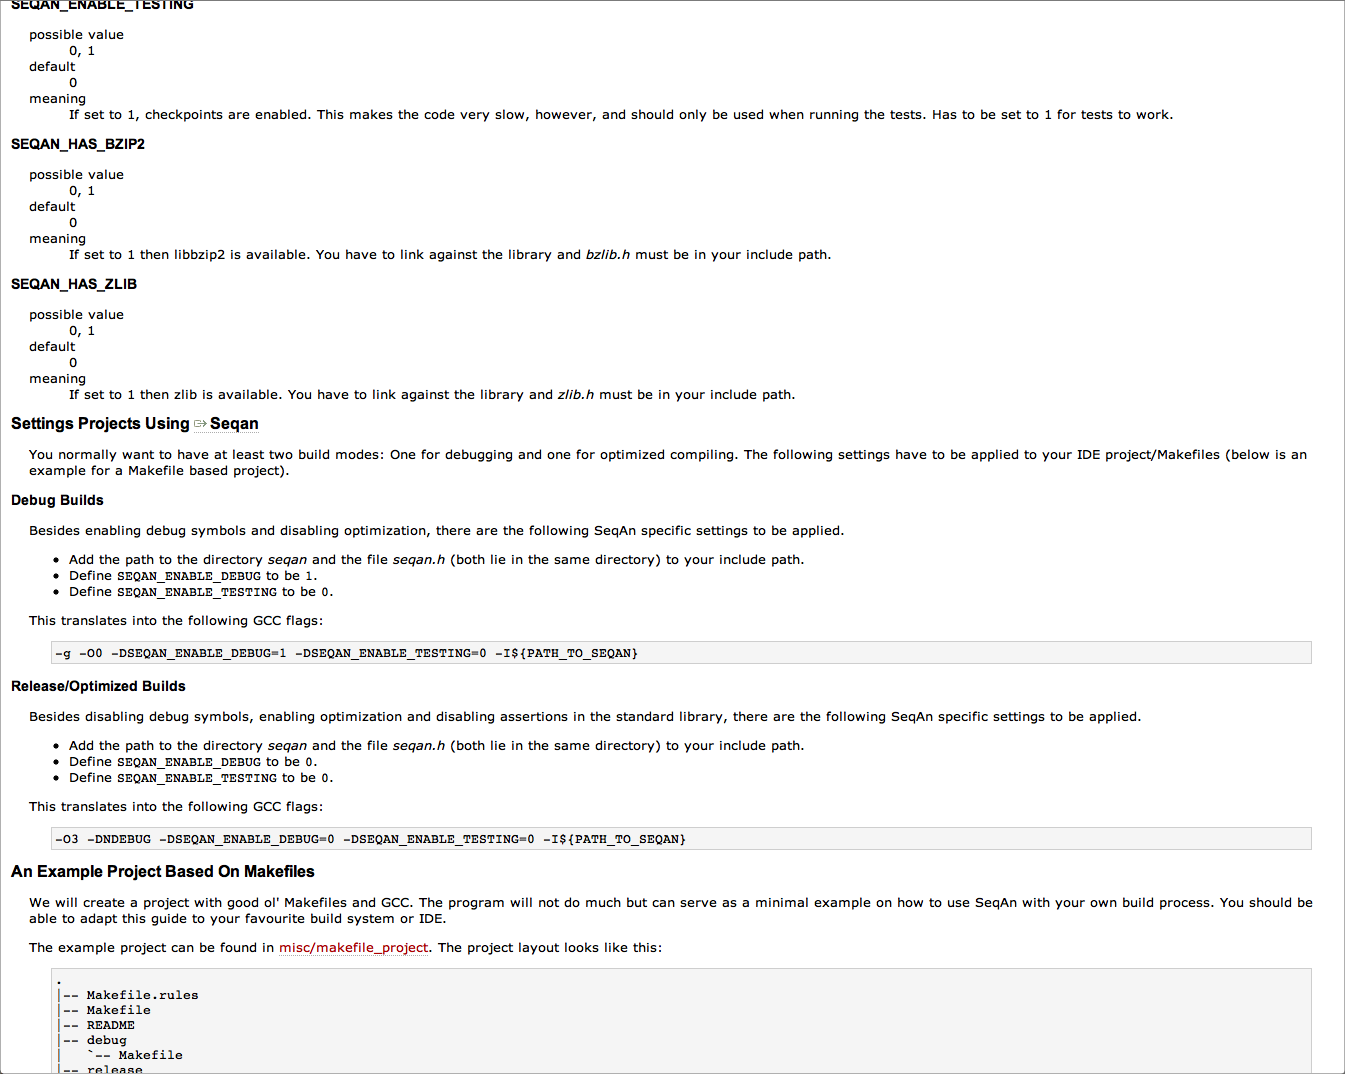 SEQAN_ENABLE_TESTING
possible value
0, 1
default
0
meaning
If set to 1, checkpoints are enabled. This makes the code very slow, however, and should only be used when running the tests. Has to be set to 1 for tests to work.
SEQAN_HAS_BZIP2
possible value
0, 1
default
0
meaning
If set to 1 then libbzip2 is available. You have to link against the library and bzlib.h must be in your include path.
SEQAN_HAS_ZLIB
possible value
0, 1
default
0
meaning
If set to 1 then zlib is available. You have to link against the library and zlib.h must be in your include path.
Settings Projects Using Seqan
You normally want to have at least two build modes: One for debugging and one for optimized compiling. The following settings have to be applied to your IDE project/Makefiles (below is an
example for a Makefile based project).
Debug Builds
Besides enabling debug symbols and disabling optimization, there are the following SeqAn specific settings to be applied.
• Add the path to the directory seqan and the file seqan.h (both lie in the same directory) to your include path.
• Define SEQAN_ENABLE_DEBUG to be 1.
• Define SEQAN_ENABLE_TESTING to be 0.
This translates into the following GCC flags:
-g -O0 -DSEQAN_ENABLE_DEBUG=1 -DSEQAN_ENABLE_TESTING=0 -I${PATH_TO_SEQAN}
Release/Optimized Builds
Besides disabling debug symbols, enabling optimization and disabling assertions in the standard library, there are the following SeqAn specific settings to be applied.
• Add the path to the directory seqan and the file seqan.h (both lie in the same directory) to your include path.
• Define SEQAN_ENABLE_DEBUG to be 0.
• Define SEQAN_ENABLE_TESTING to be 0.
This translates into the following GCC flags:
-O3 -DNDEBUG -DSEQAN_ENABLE_DEBUG=0 -DSEQAN_ENABLE_TESTING=0 -I${PATH_TO_SEQAN}
An Example Project Based On Makefiles
We will create a project with good ol' Makefiles and GCC. The program will not do much but can serve as a minimal example on how to use SeqAn with your own build process. You should be
able to adapt this guide to your favourite build system or IDE.
The example project can be found in misc/makefile_project. The project layout looks like this:
.
|-- Makefile.rules
|-- Makefile
|-- README
|-- debug
|   `-- Makefile
|-- release